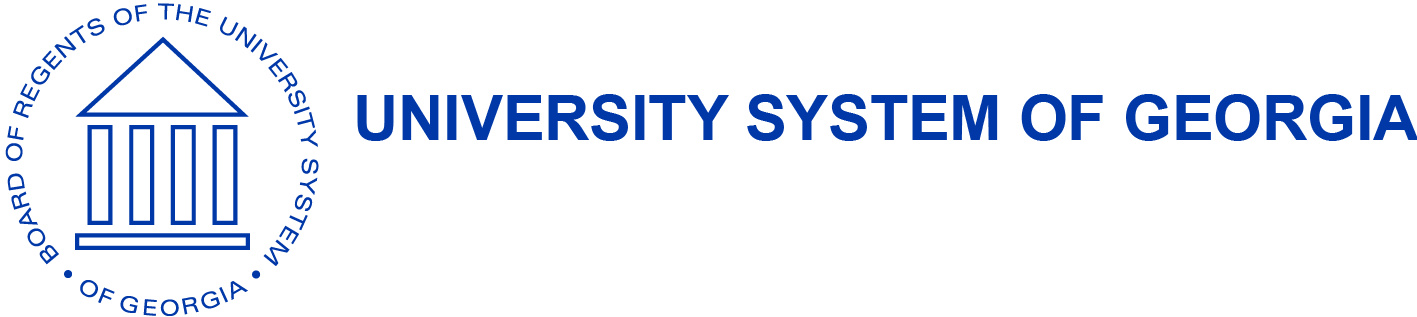 BOARD OF REGENTS OF THE UNIVERSITY SYSTEM
• OF GEORGIA •
UNIVERSITY SYSTEM OF GEORGIA